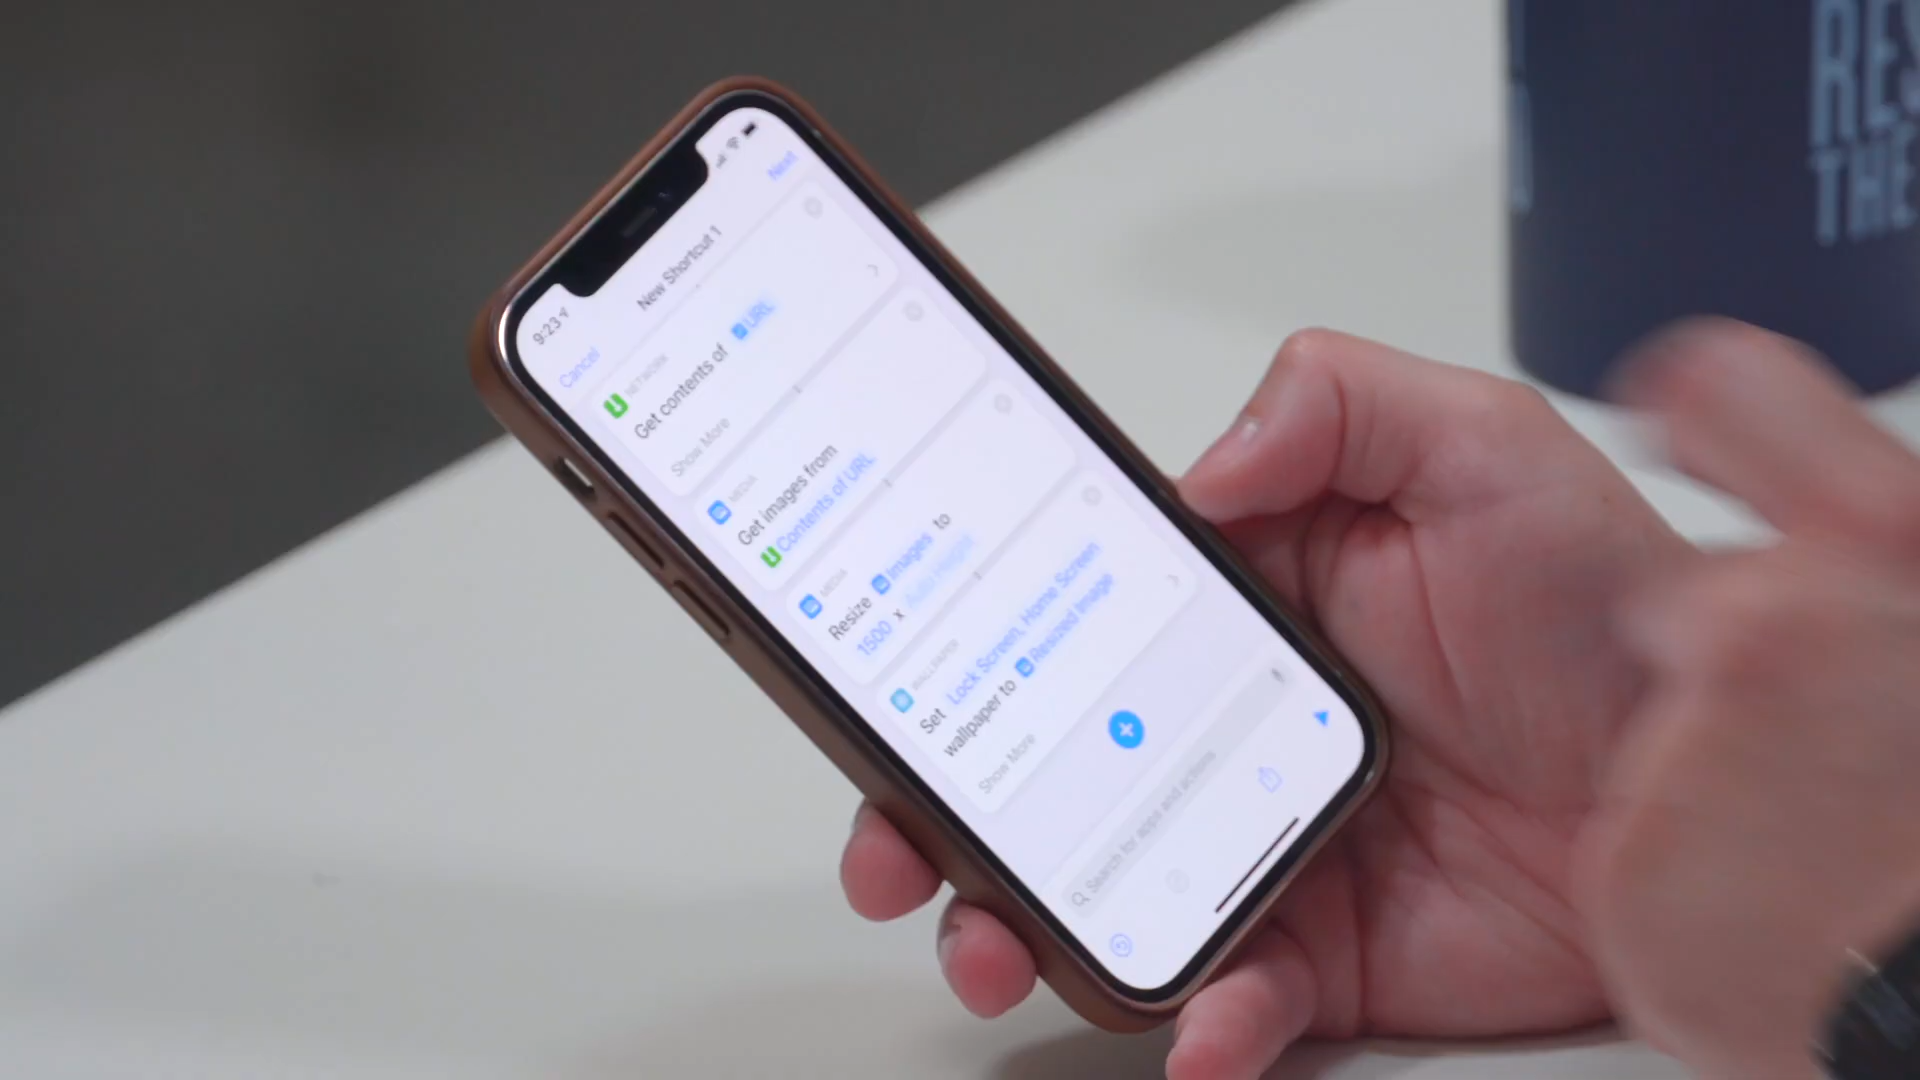 9:23
Cancel
New Shortcut 1
Next
NETWORK
Get contents of URL
Show More
MEDIA
Get images from
Contents of URL
MEDIA
Resize Images to
1500 x Auto Height
WALLPAPER
Set Lock Screen, Home Screen
wallpaper to Resized Image
Show More
Search for apps and actions
RES
THE